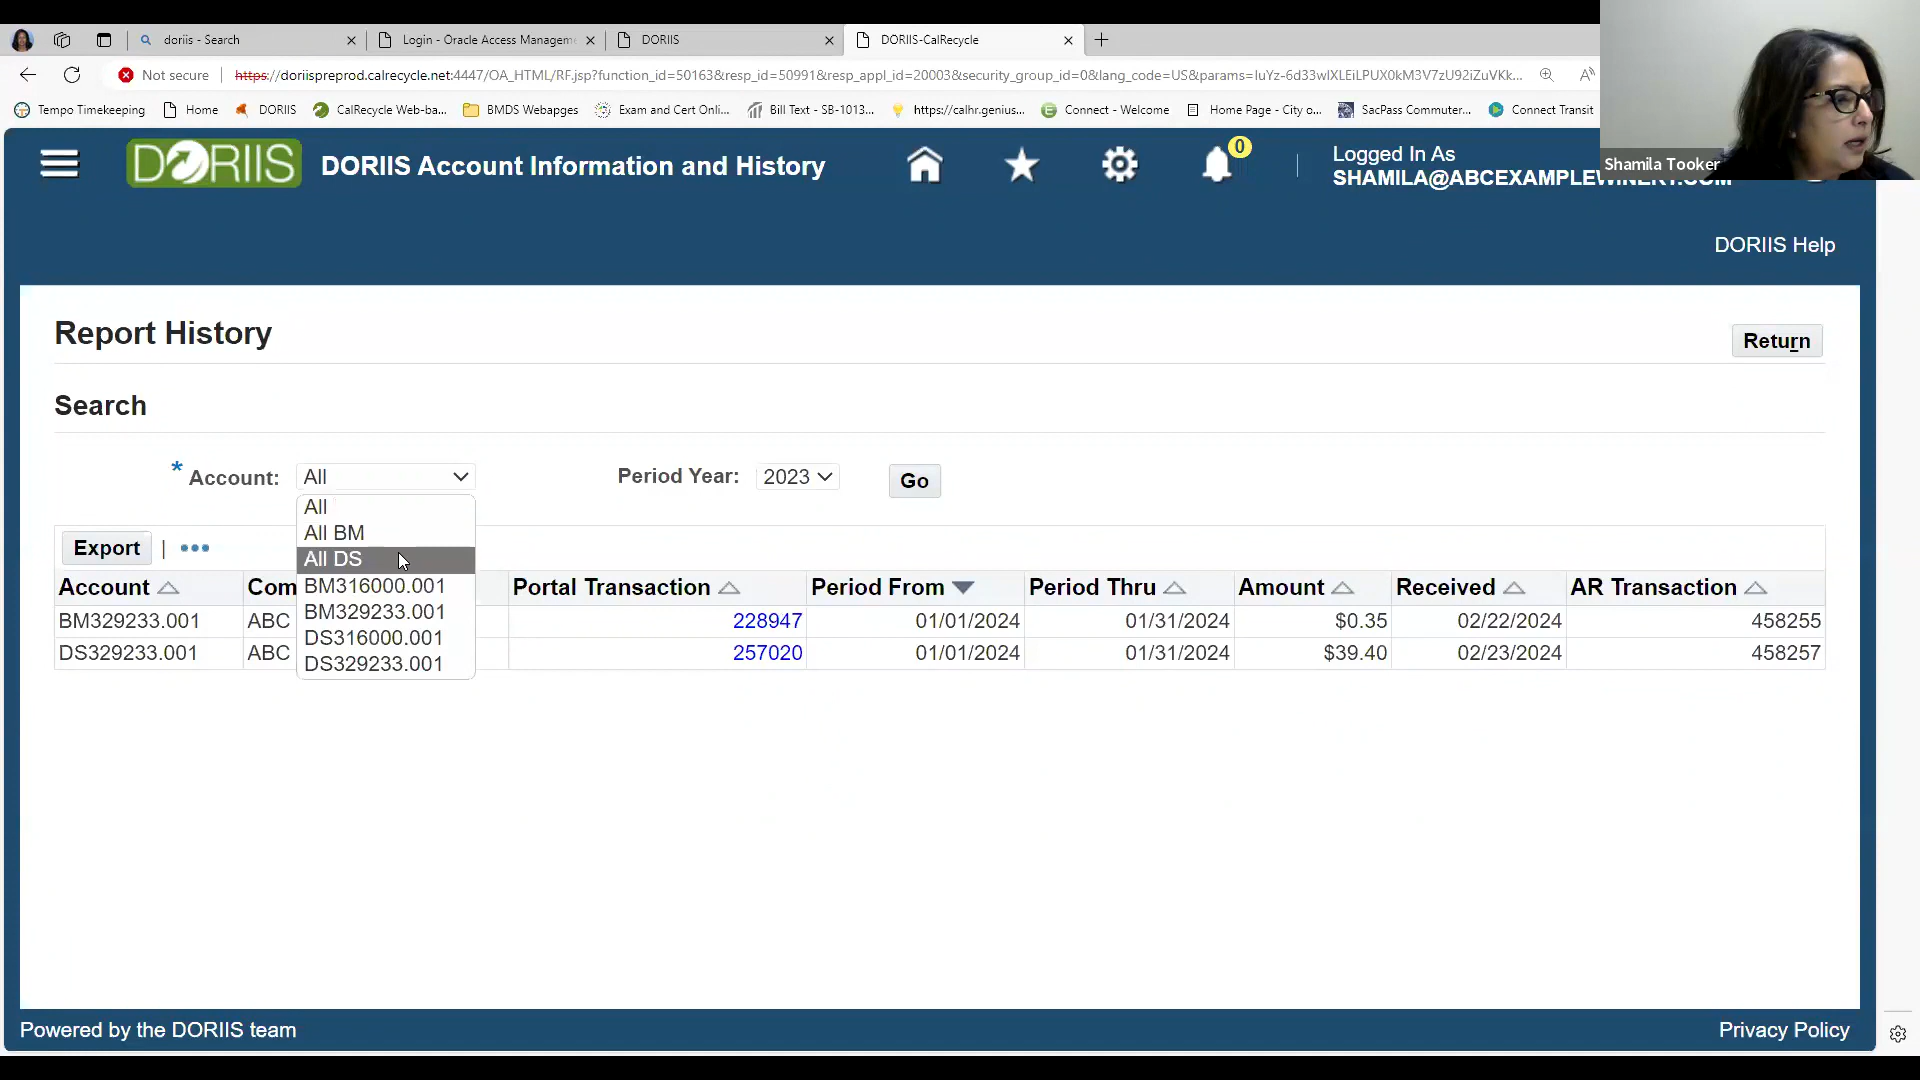 doriis - Search
Login - Oracle Access Managem
DORIIS
DORIIS-CalRecycle
Not secure
https://doriispreprod.calrecycle.net:4447/OA_HTML/RF.jsp?function_id=50163&resp_id=50991&resp_appl_id=20003&security_group_id=0&lang_code=US&params=IuYz-6d33wIXLEiLPUX0kM3V7zU92iZuVKk...
Tempo Timekeeping
Home
DORIIS
CalRecycle Web-ba...
BMDS Webapges
Exam and Cert Onli...
Bill Text - SB-1013...
https://calhr.genius...
Connect - Welcome
Home Page - City o...
SacPass Commuter...
Connect Transit
Shamila Tooker
DORIIS
DORIIS Account Information and History
0
Logged In As
SHAMILA@ABCEXAMPLEWINERY.COM
DORIIS Help
Report History
Return
Search
* Account: All
Period Year: 2023
Go
All
All BM
All DS
BM316000.001
BM329233.001
DS316000.001
DS329233.001
Export | •••
Account Com Portal Transaction Period From Period Thru Amount Received AR Transaction
BM329233.001 ABC 228947 01/01/2024 01/31/2024 $0.35 02/22/2024 458255
DS329233.001 ABC 257020 01/01/2024 01/31/2024 $39.40 02/23/2024 458257
Powered by the DORIIS team
Privacy Policy